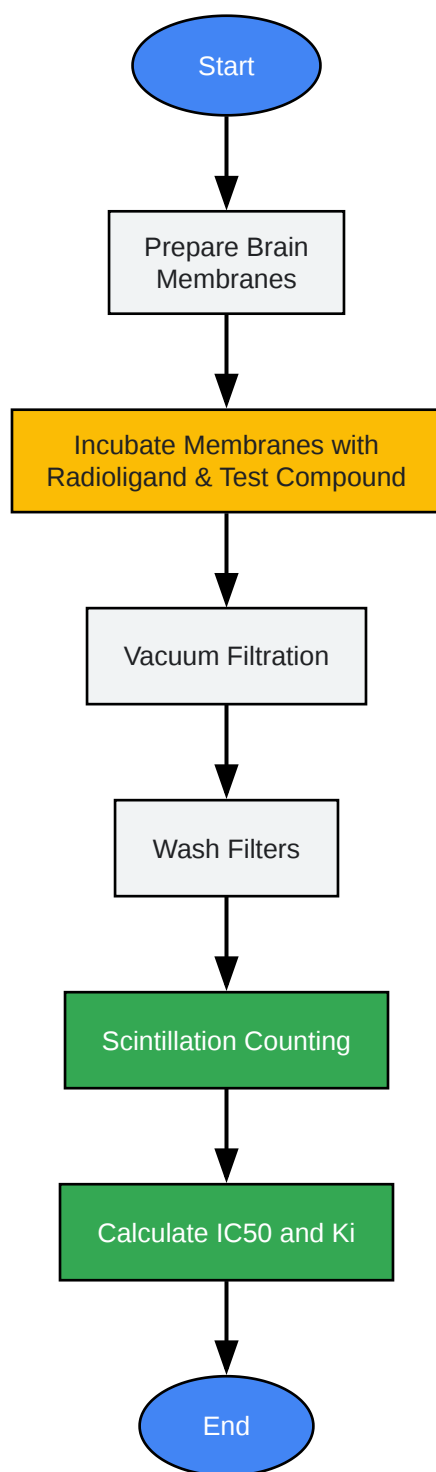 Start
Prepare Brain
Membranes
Incubate Membranes with
Radioligand & Test Compound
Vacuum Filtration
Wash Filters
Scintillation Counting
Calculate IC50 and Ki
End